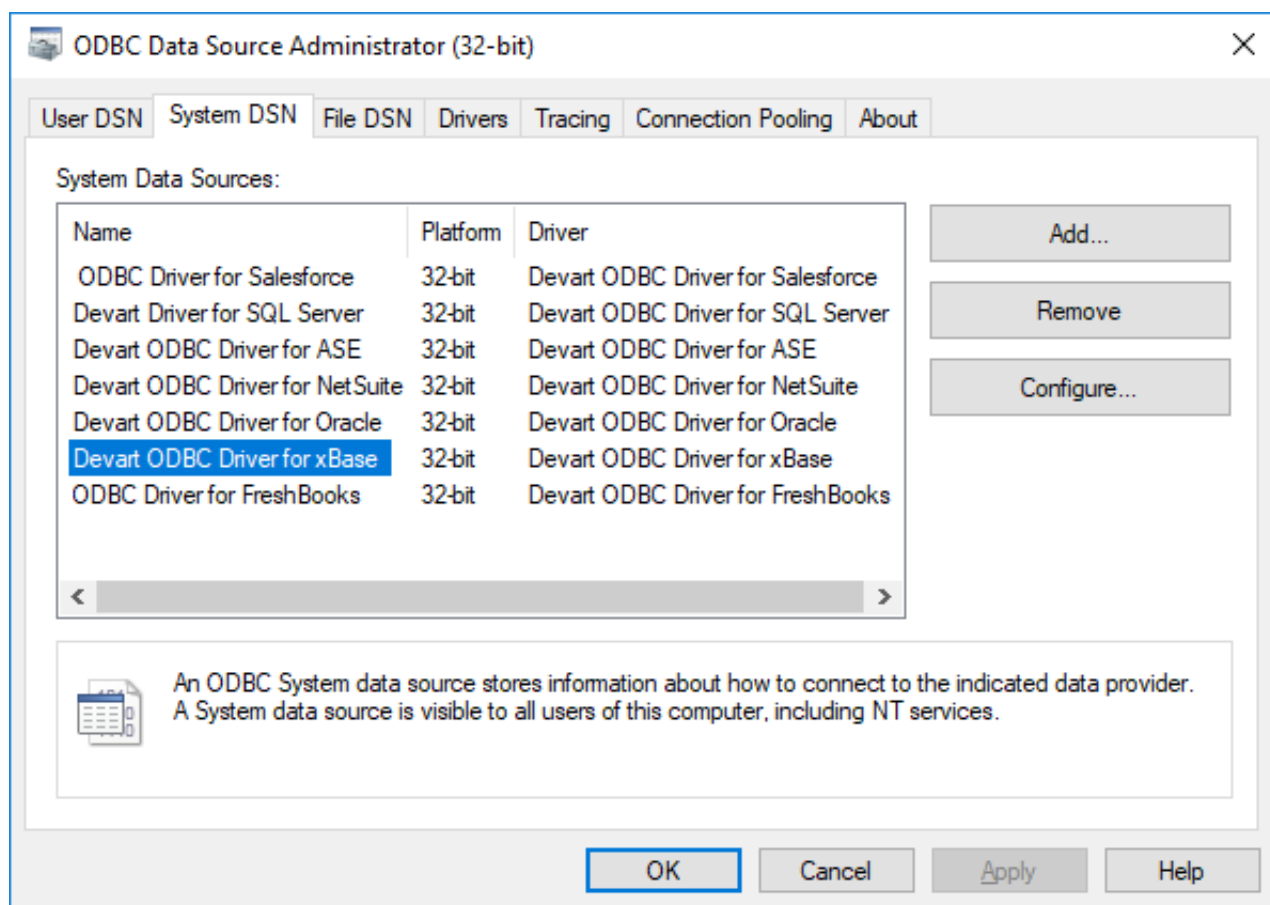 ODBC Data Source Administrator (32-bit)
User DSN System DSN File DSN Drivers Tracing Connection Pooling About
System Data Sources:
Name Platform Driver
ODBC Driver for Salesforce 32-bit Devart ODBC Driver for Salesforce
Devart Driver for SQL Server 32-bit Devart ODBC Driver for SQL Server
Devart ODBC Driver for ASE 32-bit Devart ODBC Driver for ASE
Devart ODBC Driver for NetSuite 32-bit Devart ODBC Driver for NetSuite
Devart ODBC Driver for Oracle 32-bit Devart ODBC Driver for Oracle
Devart ODBC Driver for xBase 32-bit Devart ODBC Driver for xBase
ODBC Driver for FreshBooks 32-bit Devart ODBC Driver for FreshBooks
Add...
Remove
Configure...
An ODBC System data source stores information about how to connect to the indicated data provider.
A System data source is visible to all users of this computer, including NT services.
OK Cancel Apply Help